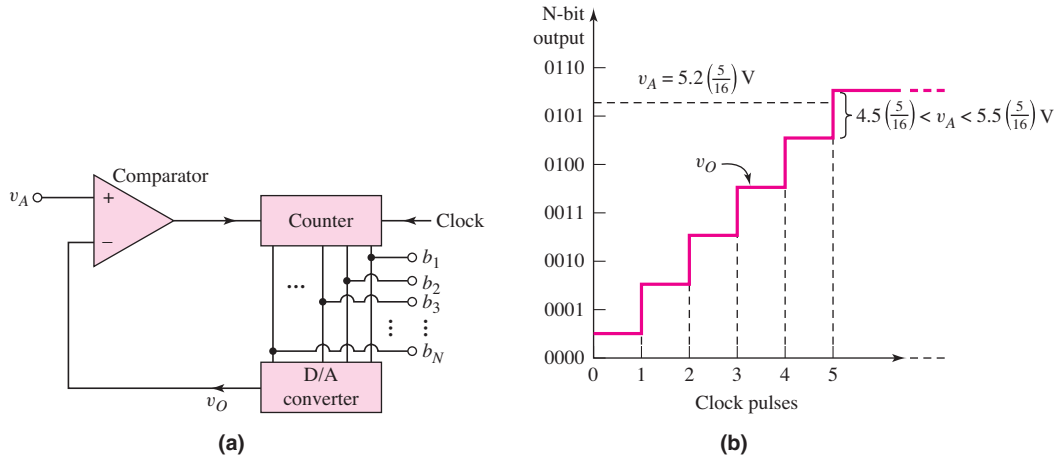 Comparator
v_A
+
−
Counter
Clock
...
b_1
b_2
b_3
⋮ ⋮
b_N
D/A
converter
v_O
(a)
N-bit
output
0110
0101
0100
0011
0010
0001
0000
v_A = 5.2 (5/16) V
4.5 (5/16) < v_A < 5.5 (5/16) V
v_O
0 1 2 3 4 5
Clock pulses
(b)